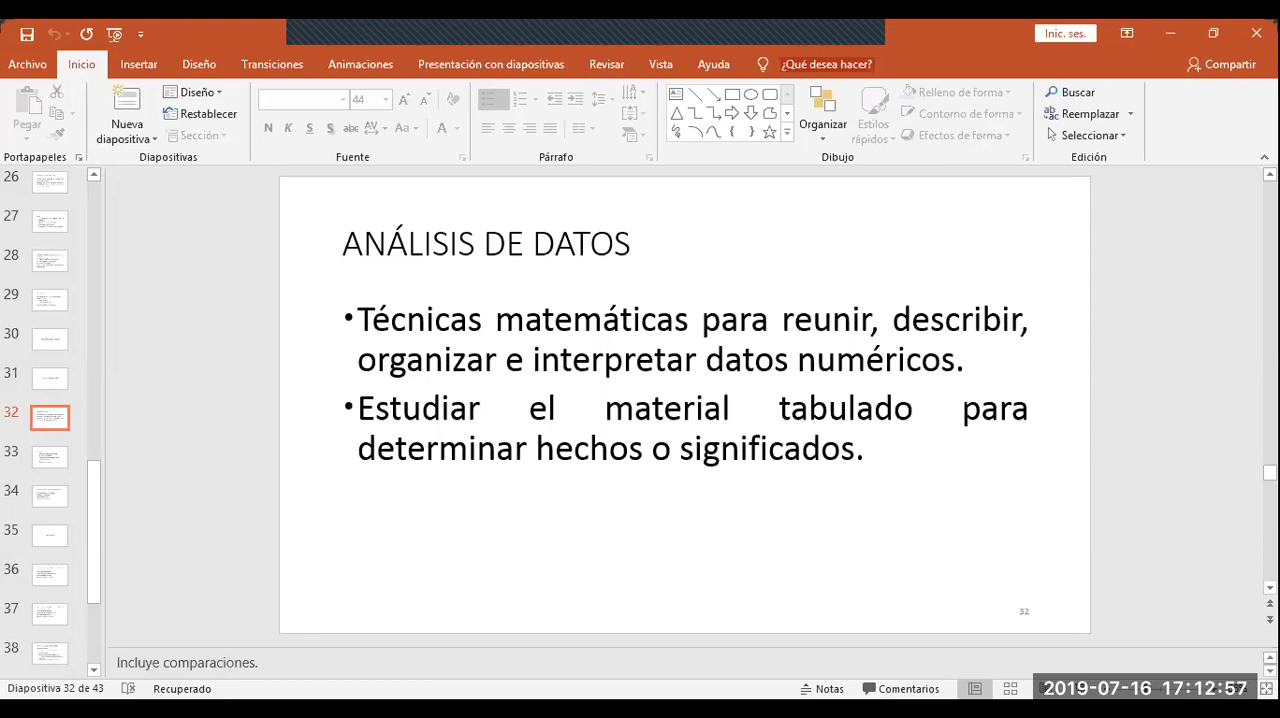 Inic. ses.
Archivo Inicio Insertar Diseño Transiciones Animaciones Presentación con diapositivas Revisar Vista Ayuda ¿Qué desea hacer? Compartir
Pegar
Nueva diapositiva
Diseño
Restablecer
Sección
44
N K S S abc AV Aa A
Organizar
Estilos rápidos
Relleno de forma
Contorno de forma
Efectos de forma
Buscar
Reemplazar
Seleccionar
Portapapeles Diapositivas Fuente Párrafo Dibujo Edición
26
27
28
29
30
31
32
33
34
35
36
37
38
ANÁLISIS DE DATOS
•Técnicas matemáticas para reunir, describir,
organizar e interpretar datos numéricos.
•Estudiar el material tabulado para
determinar hechos o significados.
32
Incluye comparaciones.
Diapositiva 32 de 43 Recuperado Notas Comentarios 2019-07-16 17:12:57